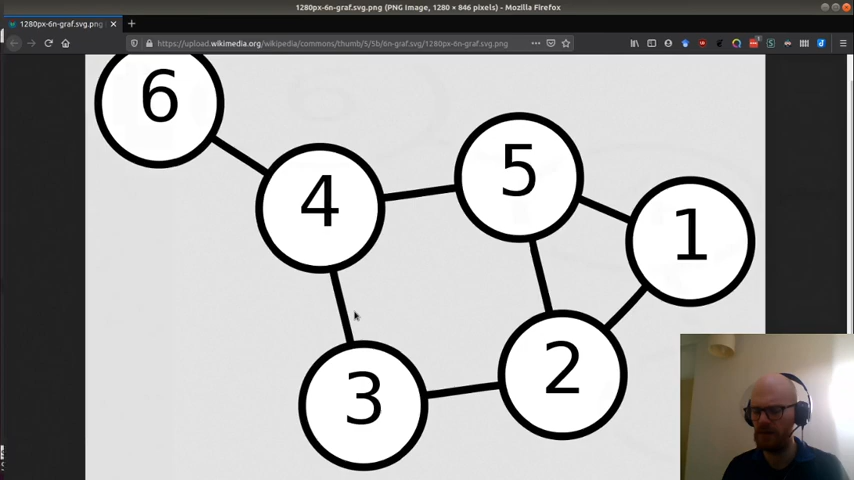 1280px-6n-graf.svg.png (PNG Image, 1280 × 846 pixels) - Mozilla Firefox
1280px-6n-graf.svg.png
https://upload.wikimedia.org/wikipedia/commons/thumb/5/5b/6n-graf.svg/1280px-6n-graf.svg.png
6
5
4
1
2
3